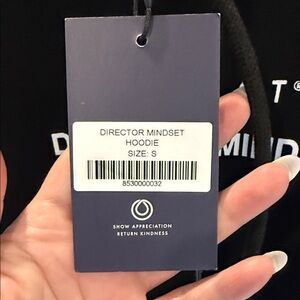 DIRECTOR MINDSET
HOODIE
SIZE: S
8530000032
SHOW APPRECIATION
RETURN KINDNESS